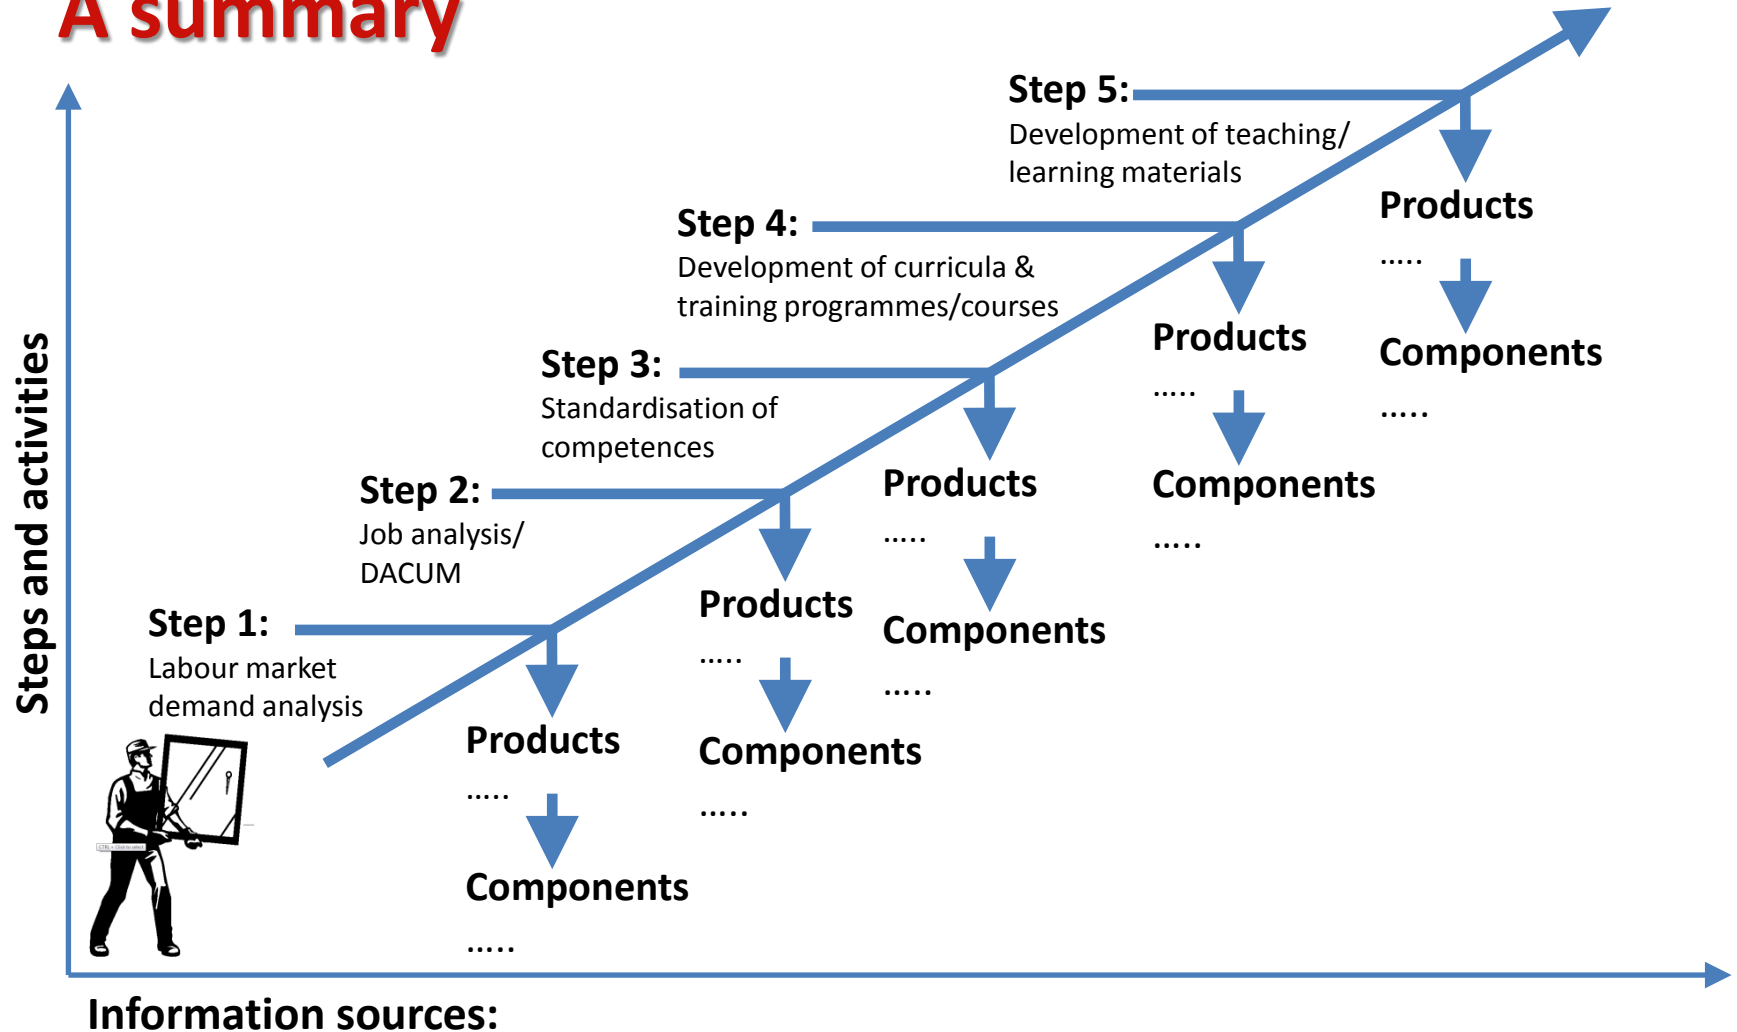 A summary
Step 5:
Development of teaching/
learning materials
Products
.....
Components
.....
Step 4:
Development of curricula &
training programmes/courses
Products
.....
Components
.....
Step 3:
Standardisation of
competences
Products
.....
Components
.....
Step 2:
Job analysis/
DACUM
Products
.....
Components
.....
Step 1:
Labour market
demand analysis
Products
.....
Components
.....
Steps and activities
Information sources: